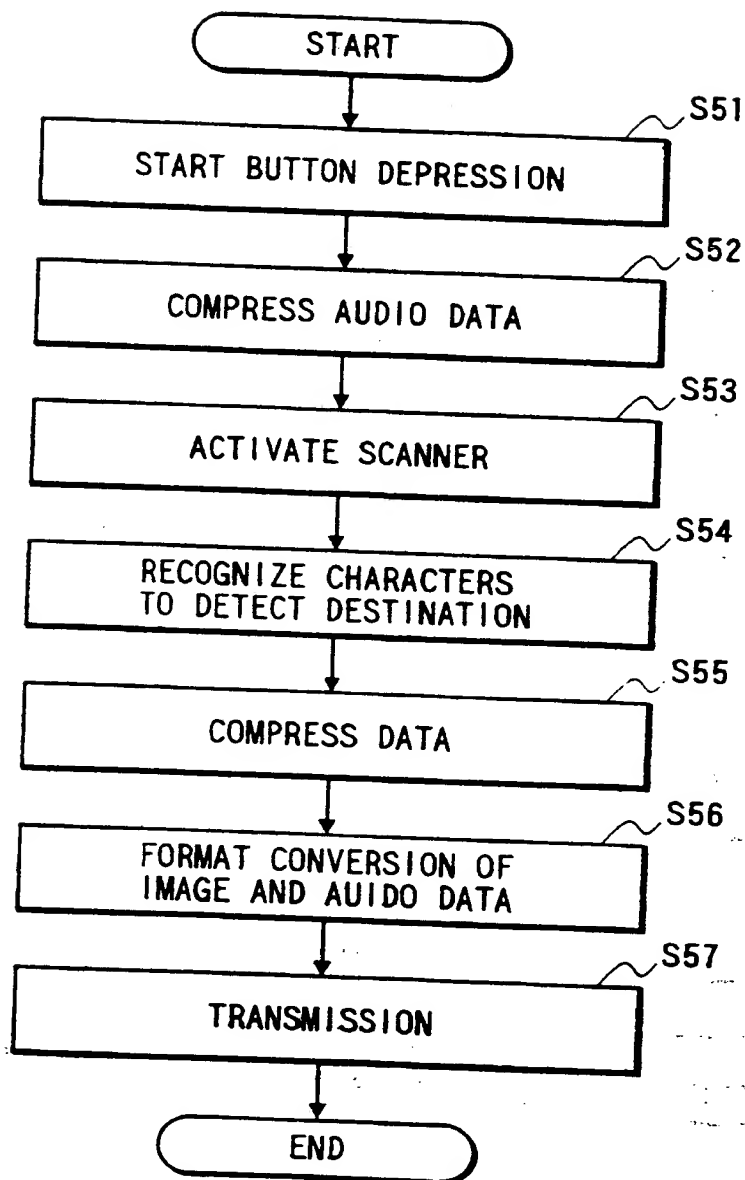 START
S51
START BUTTON DEPRESSION
S52
COMPRESS AUDIO DATA
S53
ACTIVATE SCANNER
S54
RECOGNIZE CHARACTERS
TO DETECT DESTINATION
S55
COMPRESS DATA
S56
FORMAT CONVERSION OF
IMAGE AND AUIDO DATA
S57
TRANSMISSION
END